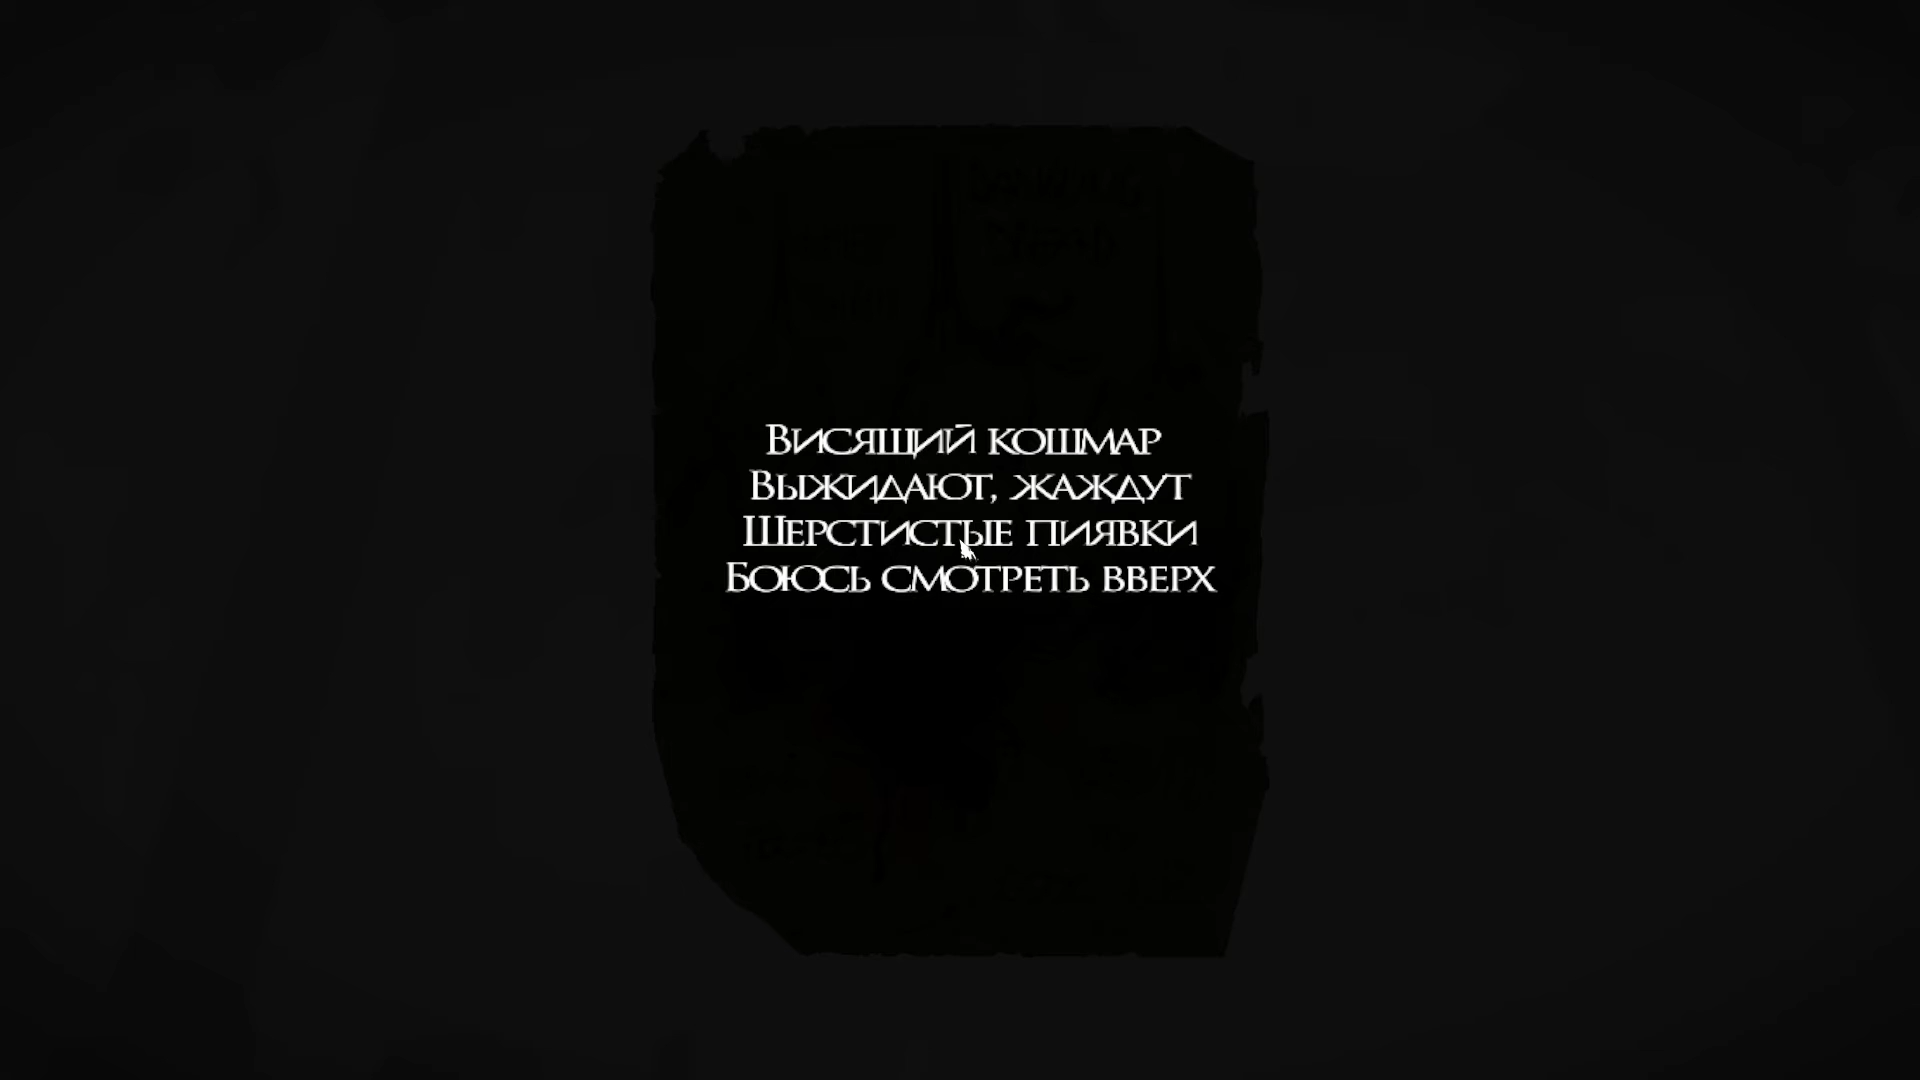 Висящий кошмар
Выжидают, жаждут
Шерстистые пиявки
Боюсь смотреть вверх